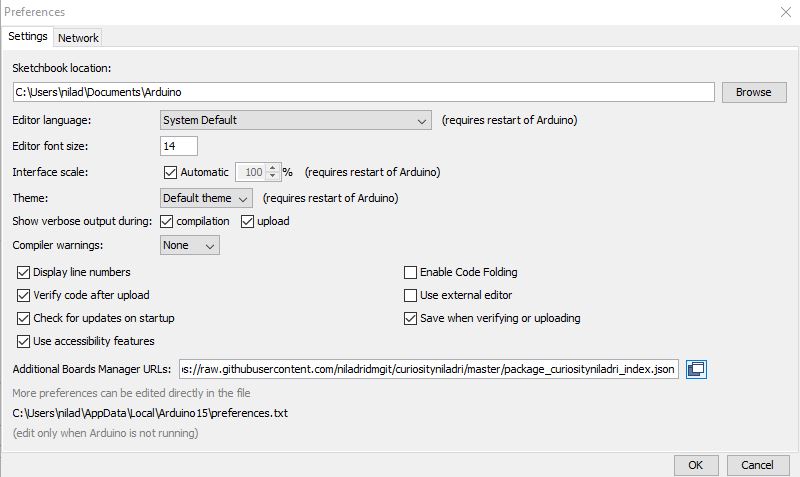 Preferences
Settings Network
Sketchbook location:
C:\Users\nilad\Documents\Arduino Browse
Editor language: System Default (requires restart of Arduino)
Editor font size: 14
Interface scale: Automatic 100 % (requires restart of Arduino)
Theme: Default theme (requires restart of Arduino)
Show verbose output during: compilation upload
Compiler warnings: None
Display line numbers Enable Code Folding
Verify code after upload Use external editor
Check for updates on startup Save when verifying or uploading
Use accessibility features
Additional Boards Manager URLs: ps://raw.githubusercontent.com/niladridmgit/curiosityniladri/master/package_curiosityniladri_index.json
More preferences can be edited directly in the file
C:\Users\nilad\AppData\Local\Arduino15\preferences.txt
(edit only when Arduino is not running)
OK Cancel